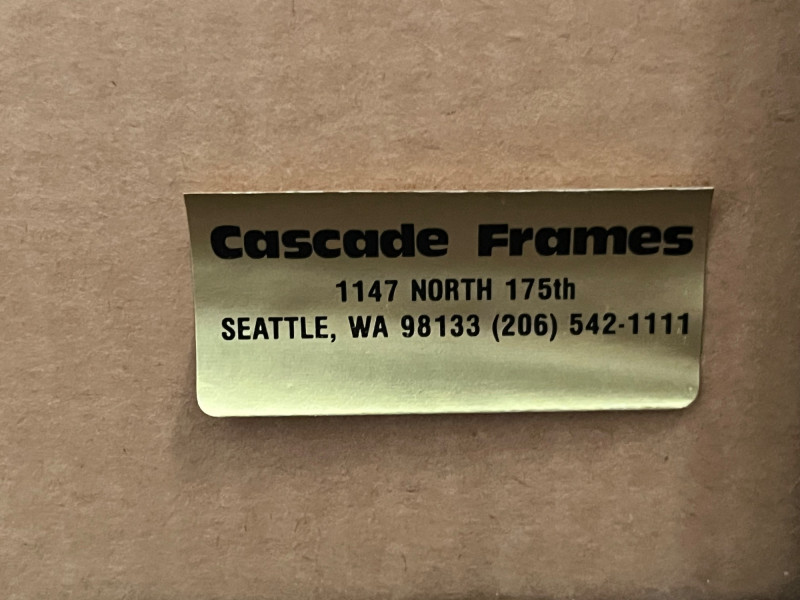 Cascade Frames
1147 NORTH 175th
SEATTLE, WA 98133 (206) 542-1111